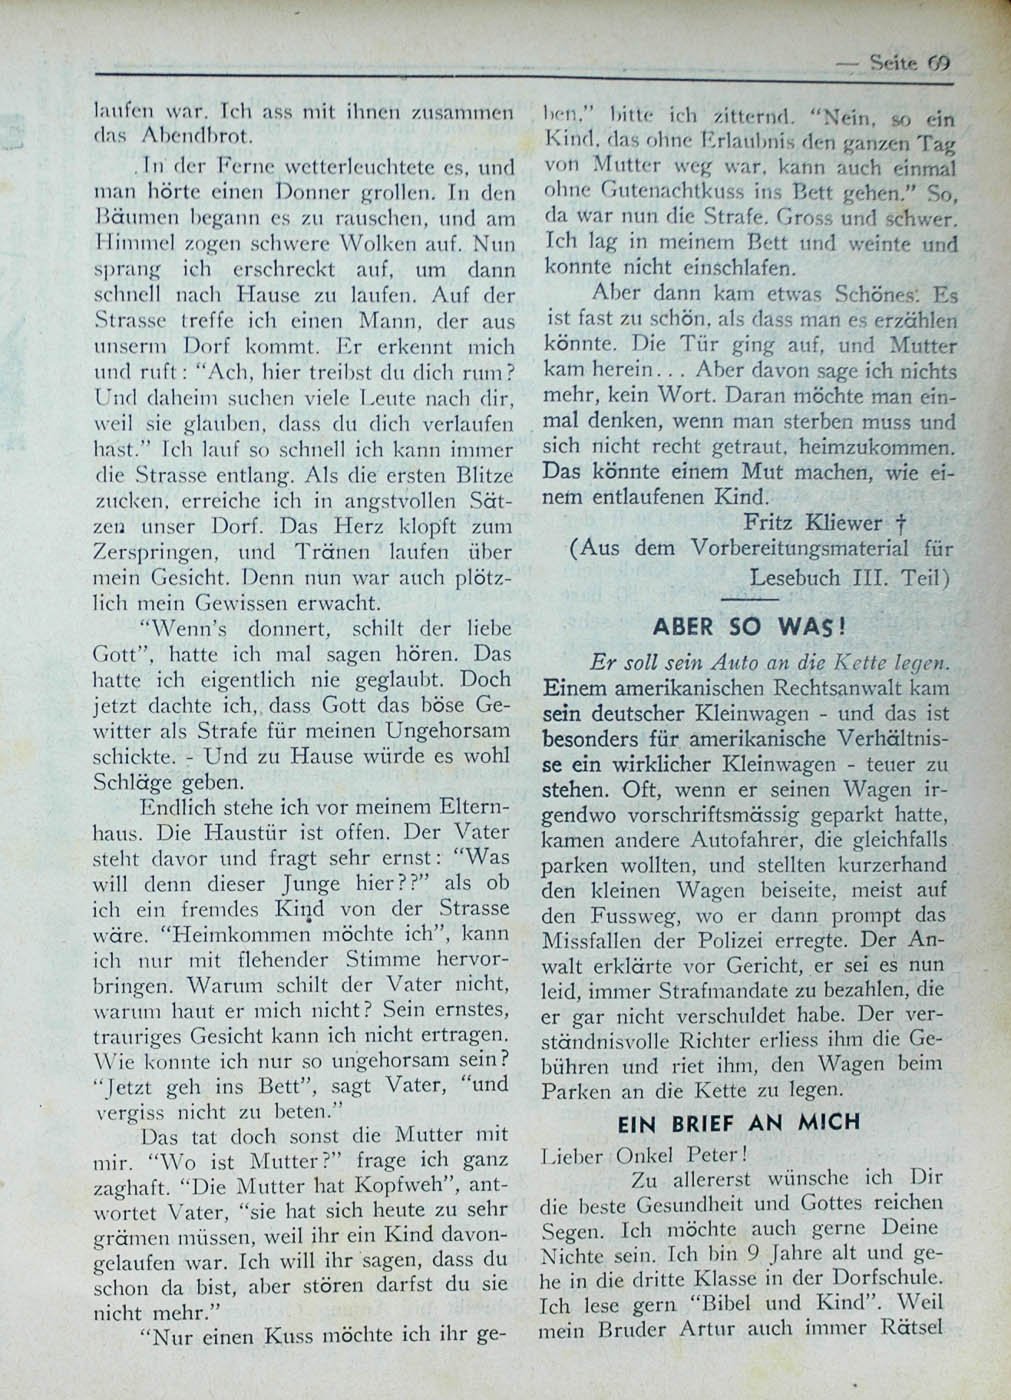 — Seite 69
laufen war. Ich ass mit ihnen zusammen
das Abendbrot.
In der Ferne wetterleuchtete es, und
man hörte einen Donner grollen. In den
Bäumen begann es zu rauschen, und am
Himmel zogen schwere Wolken auf. Nun
sprang ich erschreckt auf, um dann
schnell nach Hause zu laufen. Auf der
Strasse treffe ich einen Mann, der aus
unserm Dorf kommt. Er erkennt mich
und ruft: “Ach, hier treibst du dich rum?
Und daheim suchen viele Leute nach dir,
weil sie glauben, dass du dich verlaufen
hast.” Ich lauf so schnell ich kann immer
die Strasse entlang. Als die ersten Blitze
zucken, erreiche ich in angstvollen Sät-
zen unser Dorf. Das Herz klopft zum
Zerspringen, und Tränen laufen über
mein Gesicht. Denn nun war auch plötz-
lich mein Gewissen erwacht.
“Wenn’s donnert, schilt der liebe
Gott”, hatte ich mal sagen hören. Das
hatte ich eigentlich nie geglaubt. Doch
jetzt dachte ich, dass Gott das böse Ge-
witter als Strafe für meinen Ungehorsam
schickte. - Und zu Hause würde es wohl
Schläge geben.
Endlich stehe ich vor meinem Eltern-
haus. Die Haustür ist offen. Der Vater
steht davor und fragt sehr ernst: “Was
will denn dieser Junge hier??” als ob
ich ein fremdes Kind von der Strasse
wäre. “Heimkommen möchte ich”, kann
ich nur mit flehender Stimme hervor-
bringen. Warum schilt der Vater nicht,
warum haut er mich nicht? Sein ernstes,
trauriges Gesicht kann ich nicht ertragen.
Wie konnte ich nur so ungehorsam sein?
“Jetzt geh ins Bett”, sagt Vater, “und
vergiss nicht zu beten.”
Das tat doch sonst die Mutter mit
mir. “Wo ist Mutter?” frage ich ganz
zaghaft. “Die Mutter hat Kopfweh”, ant-
wortet Vater, “sie hat sich heute zu sehr
grämen müssen, weil ihr ein Kind davon-
gelaufen war. Ich will ihr sagen, dass du
schon da bist, aber stören darfst du sie
nicht mehr.”
“Nur einen Kuss möchte ich ihr ge-
ben,” bitte ich zitternd. “Nein, so ein
Kind, das ohne Erlaubnis den ganzen Tag
von Mutter weg war, kann auch einmal
ohne Gutenachtkuss ins Bett gehen.” So,
da war nun die Strafe. Gross und schwer.
Ich lag in meinem Bett und weinte und
konnte nicht einschlafen.
Aber dann kam etwas Schönes: Es
ist fast zu schön, als dass man es erzählen
könnte. Die Tür ging auf, und Mutter
kam herein... Aber davon sage ich nichts
mehr, kein Wort. Daran möchte man ein-
mal denken, wenn man sterben muss und
sich nicht recht getraut, heimzukommen.
Das könnte einem Mut machen, wie ei-
nem entlaufenen Kind.
Fritz Kliewer †
(Aus dem Vorbereitungsmaterial für
Lesebuch III. Teil)
ABER SO WAS!
Er soll sein Auto an die Kette legen.
Einem amerikanischen Rechtsanwalt kam
sein deutscher Kleinwagen - und das ist
besonders für amerikanische Verhältnis-
se ein wirklicher Kleinwagen - teuer zu
stehen. Oft, wenn er seinen Wagen ir-
gendwo vorschriftsmässig geparkt hatte,
kamen andere Autofahrer, die gleichfalls
parken wollten, und stellten kurzerhand
den kleinen Wagen beiseite, meist auf
den Fussweg, wo er dann prompt das
Missfallen der Polizei erregte. Der An-
walt erklärte vor Gericht, er sei es nun
leid, immer Strafmandate zu bezahlen, die
er gar nicht verschuldet habe. Der ver-
ständnisvolle Richter erliess ihm die Ge-
bühren und riet ihm, den Wagen beim
Parken an die Kette zu legen.
EIN BRIEF AN MICH
Lieber Onkel Peter!
Zu allererst wünsche ich Dir
die beste Gesundheit und Gottes reichen
Segen. Ich möchte auch gerne Deine
Nichte sein. Ich bin 9 Jahre alt und ge-
he in die dritte Klasse in der Dorfschule.
Ich lese gern “Bibel und Kind”. Weil
mein Bruder Artur auch immer Rätsel